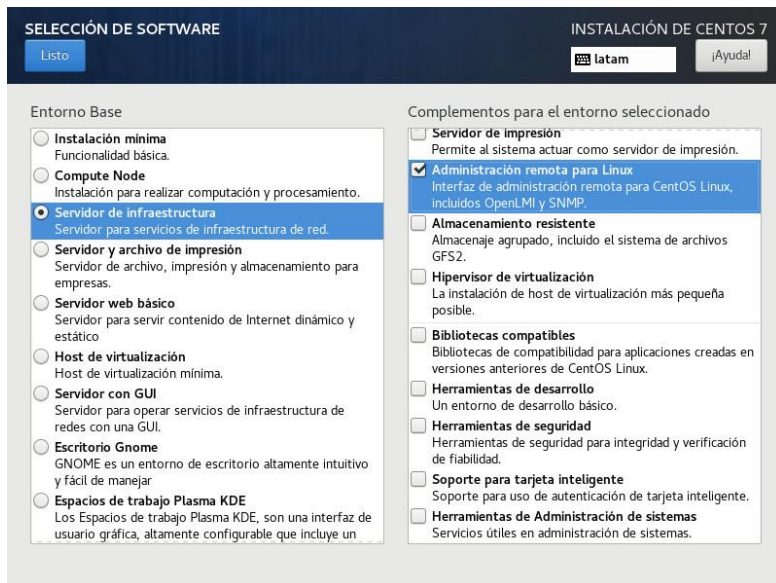 SELECCIÓN DE SOFTWARE
Listo
INSTALACIÓN DE CENTOS 7
latam
¡Ayuda!
Entorno Base
Instalación mínima
Funcionalidad básica.
Compute Node
Instalación para realizar computación y procesamiento.
Servidor de infraestructura
Servidor para servicios de infraestructura de red.
Servidor y archivo de impresión
Servidor de archivo, impresión y almacenamiento para
empresas.
Servidor web básico
Servidor para servir contenido de Internet dinámico y
estático
Host de virtualización
Host de virtualización mínima.
Servidor con GUI
Servidor para operar servicios de infraestructura de
redes con una GUI.
Escritorio Gnome
GNOME es un entorno de escritorio altamente intuitivo
y fácil de manejar
Espacios de trabajo Plasma KDE
Los Espacios de trabajo Plasma KDE, son una interfaz de
usuario gráfica, altamente configurable que incluye un
Complementos para el entorno seleccionado
Servidor de impresión
Permite al sistema actuar como servidor de impresión.
Administración remota para Linux
Interfaz de administración remota para CentOS Linux,
incluidos OpenLMI y SNMP.
Almacenamiento resistente
Almacenaje agrupado, incluido el sistema de archivos
GFS2.
Hipervisor de virtualización
La instalación de host de virtualización más pequeña
posible.
Bibliotecas compatibles
Bibliotecas de compatibilidad para aplicaciones creadas en
versiones anteriores de CentOS Linux.
Herramientas de desarrollo
Un entorno de desarrollo básico.
Herramientas de seguridad
Herramientas de seguridad para integridad y verificación
de fiabilidad.
Soporte para tarjeta inteligente
Soporte para uso de autenticación de tarjeta inteligente.
Herramientas de Administración de sistemas
Servicios útiles en administración de sistemas.